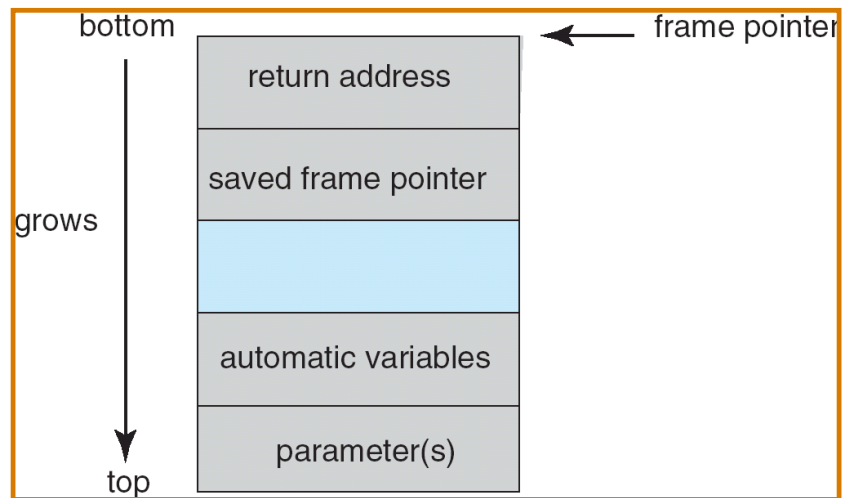 bottom
frame pointer
return address
saved frame pointer
grows
automatic variables
parameter(s)
top